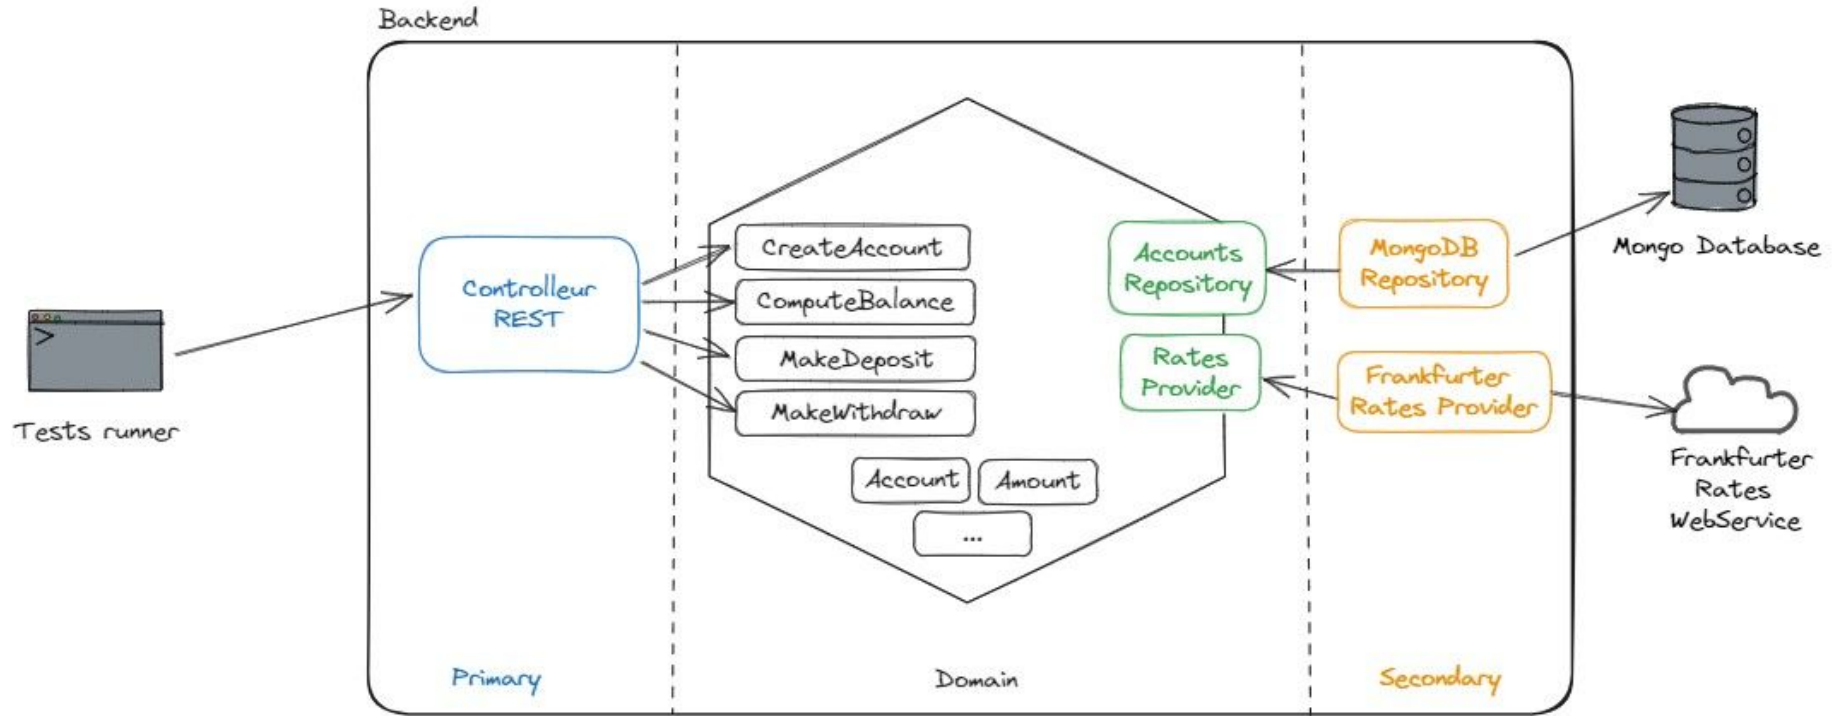 Backend
Tests runner
Controlleur
REST
CreateAccount
ComputeBalance
MakeDeposit
MakeWithdraw
Account
Amount
...
Accounts
Repository
Rates
Provider
MongoDB
Repository
Frankfurter
Rates Provider
Mongo Database
Frankfurter
Rates
WebService
Primary
Domain
Secondary